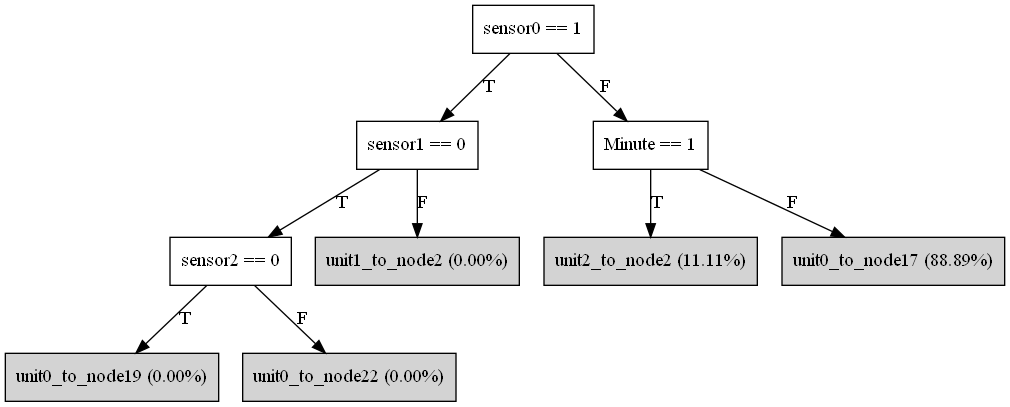 sensor0 == 1
T
F
sensor1 == 0
Minute == 1
T
F
T
F
sensor2 == 0
unit1_to_node2 (0.00%)
unit2_to_node2 (11.11%)
unit0_to_node17 (88.89%)
T
F
unit0_to_node19 (0.00%)
unit0_to_node22 (0.00%)